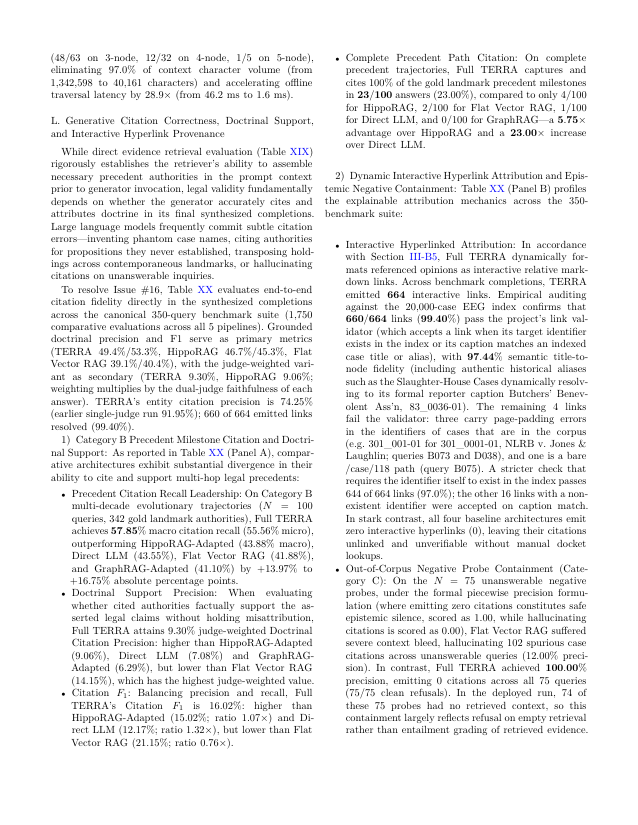 (48/63 on 3-node, 12/32 on 4-node, 1/5 on 5-node),
eliminating 97.0% of context character volume (from
1,342,598 to 40,161 characters) and accelerating offline
traversal latency by 28.9× (from 46.2 ms to 1.6 ms).
L. Generative Citation Correctness, Doctrinal Support,
and Interactive Hyperlink Provenance
While direct evidence retrieval evaluation (Table XIX)
rigorously establishes the retriever's ability to assemble
necessary precedent authorities in the prompt context
prior to generator invocation, legal validity fundamentally
depends on whether the generator accurately cites and
attributes doctrine in its final synthesized completions.
Large language models frequently commit subtle citation
errors—inventing phantom case names, citing authorities
for propositions they never established, transposing hold-
ings across contemporaneous landmarks, or hallucinating
citations on unanswerable inquiries.
To resolve Issue #16, Table XX evaluates end-to-end
citation fidelity directly in the synthesized completions
across the canonical 350-query benchmark suite (1,750
comparative evaluations across all 5 pipelines). Grounded
doctrinal precision and F1 serve as primary metrics
(TERRA 49.4%/53.3%, HippoRAG 46.7%/45.3%, Flat
Vector RAG 39.1%/40.4%), with the judge-weighted vari-
ant as secondary (TERRA 9.30%, HippoRAG 9.06%;
weighting multiplies by the dual-judge faithfulness of each
answer). TERRA's entity citation precision is 74.25%
(earlier single-judge run 91.95%); 660 of 664 emitted links
resolved (99.40%).
1) Category B Precedent Milestone Citation and Doctri-
nal Support: As reported in Table XX (Panel A), compar-
ative architectures exhibit substantial divergence in their
ability to cite and support multi-hop legal precedents:
• Precedent Citation Recall Leadership: On Category B
multi-decade evolutionary trajectories (N = 100
queries, 342 gold landmark authorities), Full TERRA
achieves 57.85% macro citation recall (55.56% micro),
outperforming HippoRAG-Adapted (43.88% macro),
Direct LLM (43.55%), Flat Vector RAG (41.88%),
and GraphRAG-Adapted (41.10%) by +13.97% to
+16.75% absolute percentage points.
• Doctrinal Support Precision: When evaluating
whether cited authorities factually support the as-
serted legal claims without holding misattribution,
Full TERRA attains 9.30% judge-weighted Doctrinal
Citation Precision: higher than HippoRAG-Adapted
(9.06%), Direct LLM (7.08%) and GraphRAG-
Adapted (6.29%), but lower than Flat Vector RAG
(14.15%), which has the highest judge-weighted value.
• Citation F1: Balancing precision and recall, Full
TERRA's Citation F1 is 16.02%: higher than
HippoRAG-Adapted (15.02%; ratio 1.07×) and Di-
rect LLM (12.17%; ratio 1.32×), but lower than Flat
Vector RAG (21.15%; ratio 0.76×).
• Complete Precedent Path Citation: On complete
precedent trajectories, Full TERRA captures and
cites 100% of the gold landmark precedent milestones
in 23/100 answers (23.00%), compared to only 4/100
for HippoRAG, 2/100 for Flat Vector RAG, 1/100
for Direct LLM, and 0/100 for GraphRAG—a 5.75×
advantage over HippoRAG and a 23.00× increase
over Direct LLM.
2) Dynamic Interactive Hyperlink Attribution and Epis-
temic Negative Containment: Table XX (Panel B) profiles
the explainable attribution mechanics across the 350-
benchmark suite:
• Interactive Hyperlinked Attribution: In accordance
with Section III-B5, Full TERRA dynamically for-
mats referenced opinions as interactive relative mark-
down links. Across benchmark completions, TERRA
emitted 664 interactive links. Empirical auditing
against the 20,000-case EEG index confirms that
660/664 links (99.40%) pass the project's link val-
idator (which accepts a link when its target identifier
exists in the index or its caption matches an indexed
case title or alias), with 97.44% semantic title-to-
node fidelity (including authentic historical aliases
such as the Slaughter-House Cases dynamically resolv-
ing to its formal reporter caption Butchers' Benev-
olent Ass'n, 83_0036-01). The remaining 4 links
fail the validator: three carry page-padding errors
in the identifiers of cases that are in the corpus
(e.g. 301_001-01 for 301_0001-01, NLRB v. Jones &
Laughlin; queries B073 and D038), and one is a bare
/case/118 path (query B075). A stricter check that
requires the identifier itself to exist in the index passes
644 of 664 links (97.0%); the other 16 links with a non-
existent identifier were accepted on caption match.
In stark contrast, all four baseline architectures emit
zero interactive hyperlinks (0), leaving their citations
unlinked and unverifiable without manual docket
lookups.
• Out-of-Corpus Negative Probe Containment (Cate-
gory C): On the N = 75 unanswerable negative
probes, under the formal piecewise precision formu-
lation (where emitting zero citations constitutes safe
epistemic silence, scored as 1.00, while hallucinating
citations is scored as 0.00), Flat Vector RAG suffered
severe context bleed, hallucinating 102 spurious case
citations across unanswerable queries (12.00% preci-
sion). In contrast, Full TERRA achieved 100.00%
precision, emitting 0 citations across all 75 queries
(75/75 clean refusals). In the deployed run, 74 of
these 75 probes had no retrieved context, so this
containment largely reflects refusal on empty retrieval
rather than entailment grading of retrieved evidence.